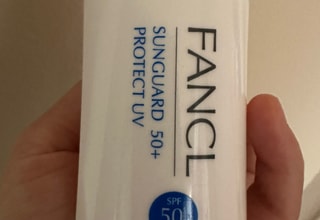 FANCL
SUNGUARD 50+
PROTECT UV
SPF
50